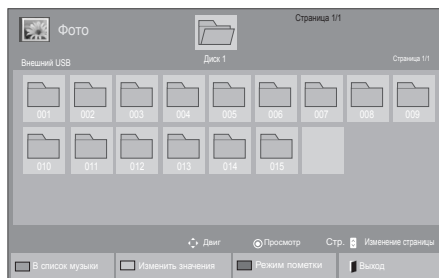 Страница 1/1
Фото
Внешний USB
Диск 1
Страница 1/1
001 002 003 004 005 006 007 008 009
010 011 012 013 014 015
Двиг Просмотр Стр. Изменение страницы
В список музыки Изменить значения Режим пометки Выход